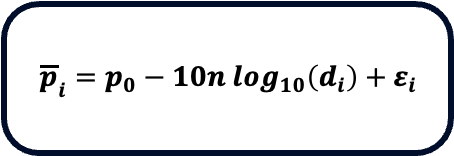 p̅ᵢ = p₀ − 10n log₁₀(dᵢ) + εᵢ